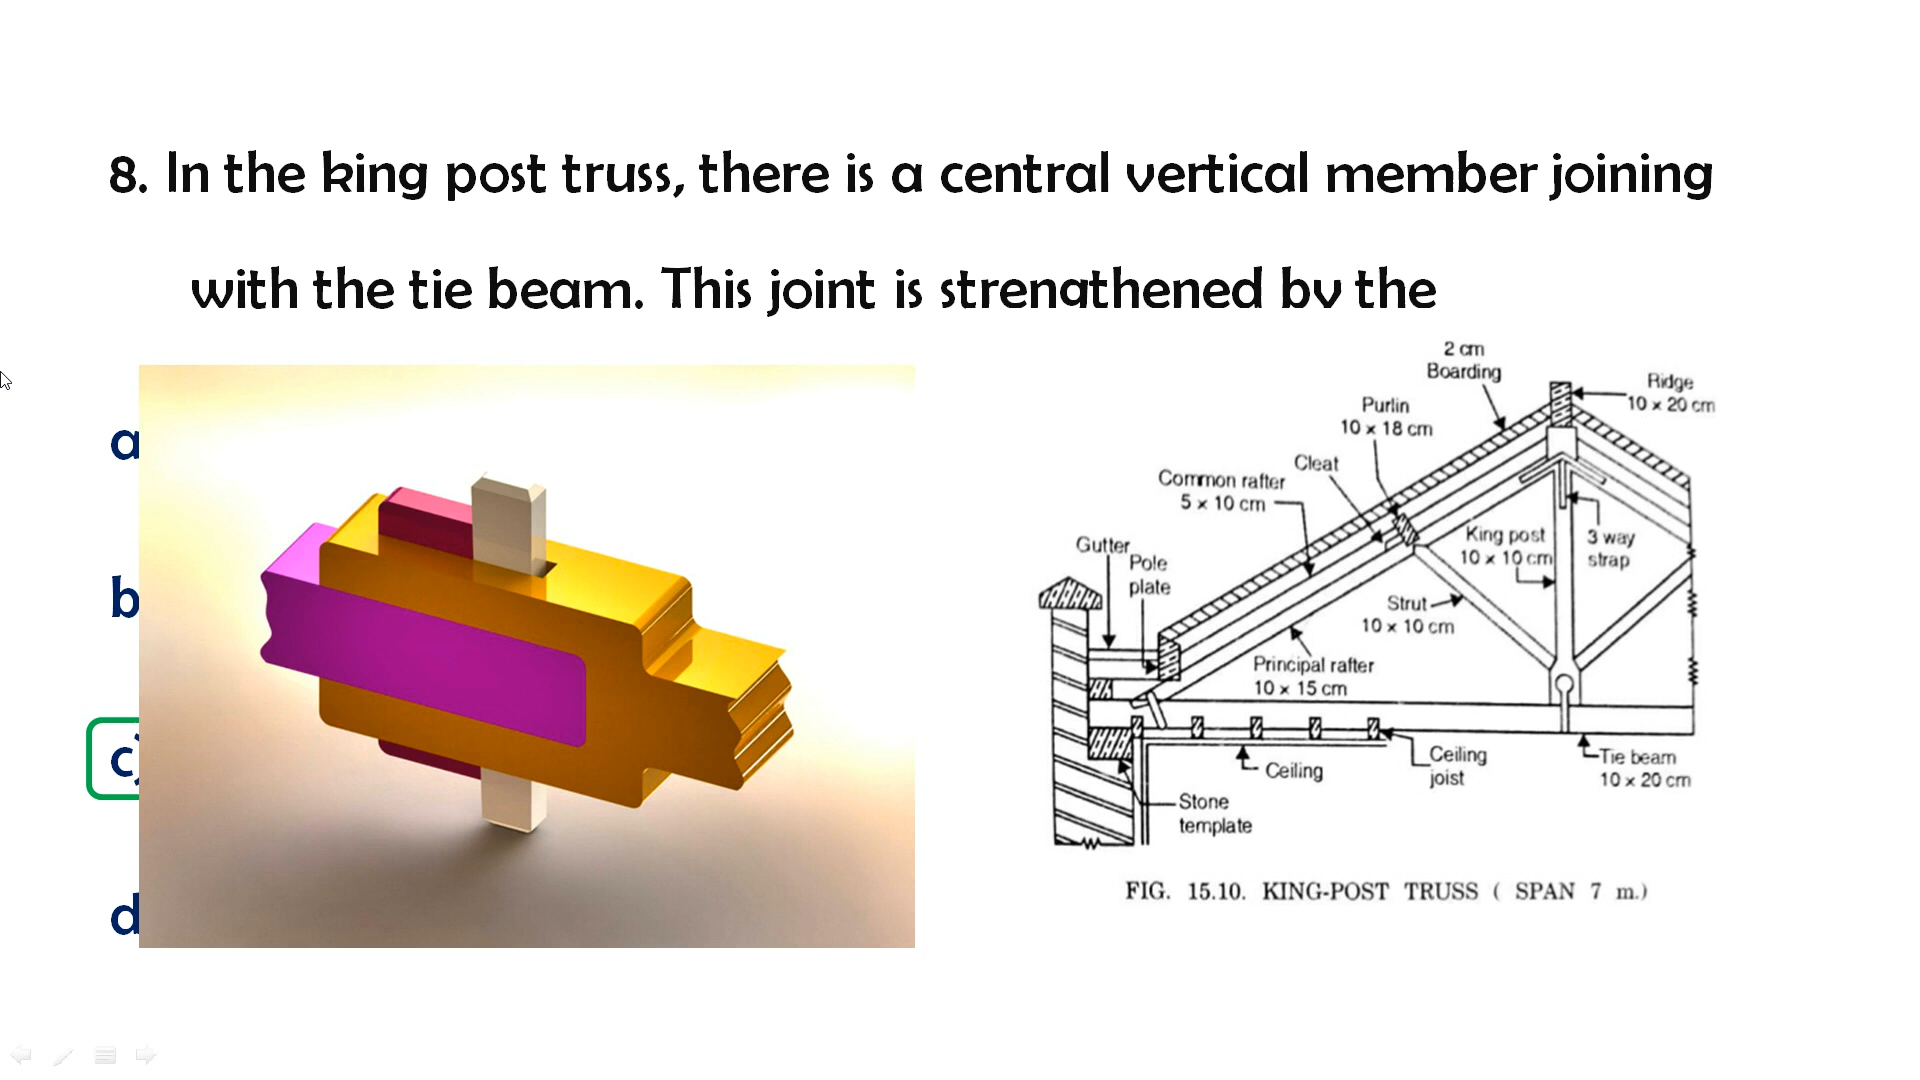 8. In the king post truss, there is a central vertical member joining
with the tie beam. This joint is strengthened by the
a
b
c)
d
2 cm
Boarding
Ridge
10 x 20 cm
Purlin
10 x 18 cm
Cleat
Common rafter
5 x 10 cm
King post
10 x 10 cm
3 way
strap
Gutter
Pole
plate
Strut
10 x 10 cm
Principal rafter
10 x 15 cm
Ceiling
joist
Tie beam
10 x 20 cm
Ceiling
Stone
template
FIG. 15.10. KING-POST TRUSS ( SPAN 7 m.)